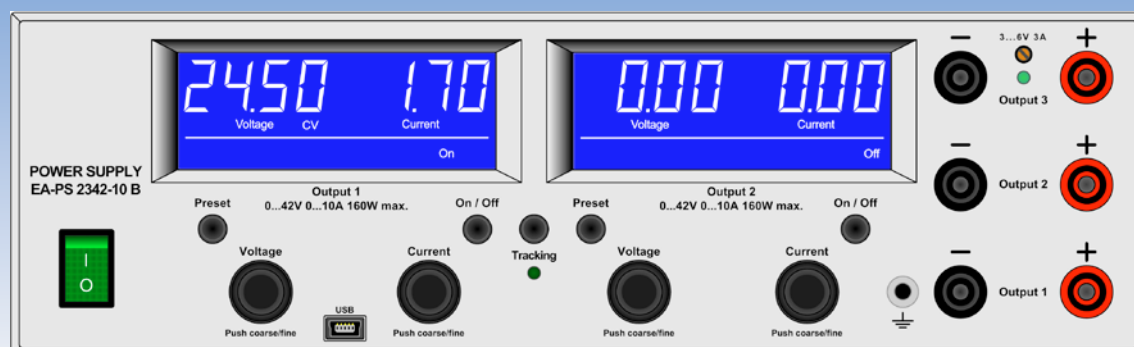 24.50 1.70
Voltage CV Current
On
0.00 0.00
Voltage Current
Off
POWER SUPPLY
EA-PS 2342-10 B
Output 1
0...42V 0...10A 160W max.
Preset
On / Off
Voltage
Current
Push coarse/fine
USB
Push coarse/fine
Tracking
Output 2
0...42V 0...10A 160W max.
Preset
On / Off
Voltage
Current
Push coarse/fine
Push coarse/fine
I
O
− 3...6V 3A +
Output 3
− +
Output 2
− +
Output 1